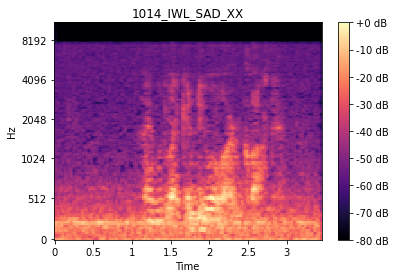 1014_IWL_SAD_XX
+0 dB
8192
-10 dB
4096
-20 dB
-30 dB
2048
Hz
-40 dB
1024
-50 dB
512
-60 dB
-70 dB
0
-80 dB
0 0.5 1 1.5 2 2.5 3
Time